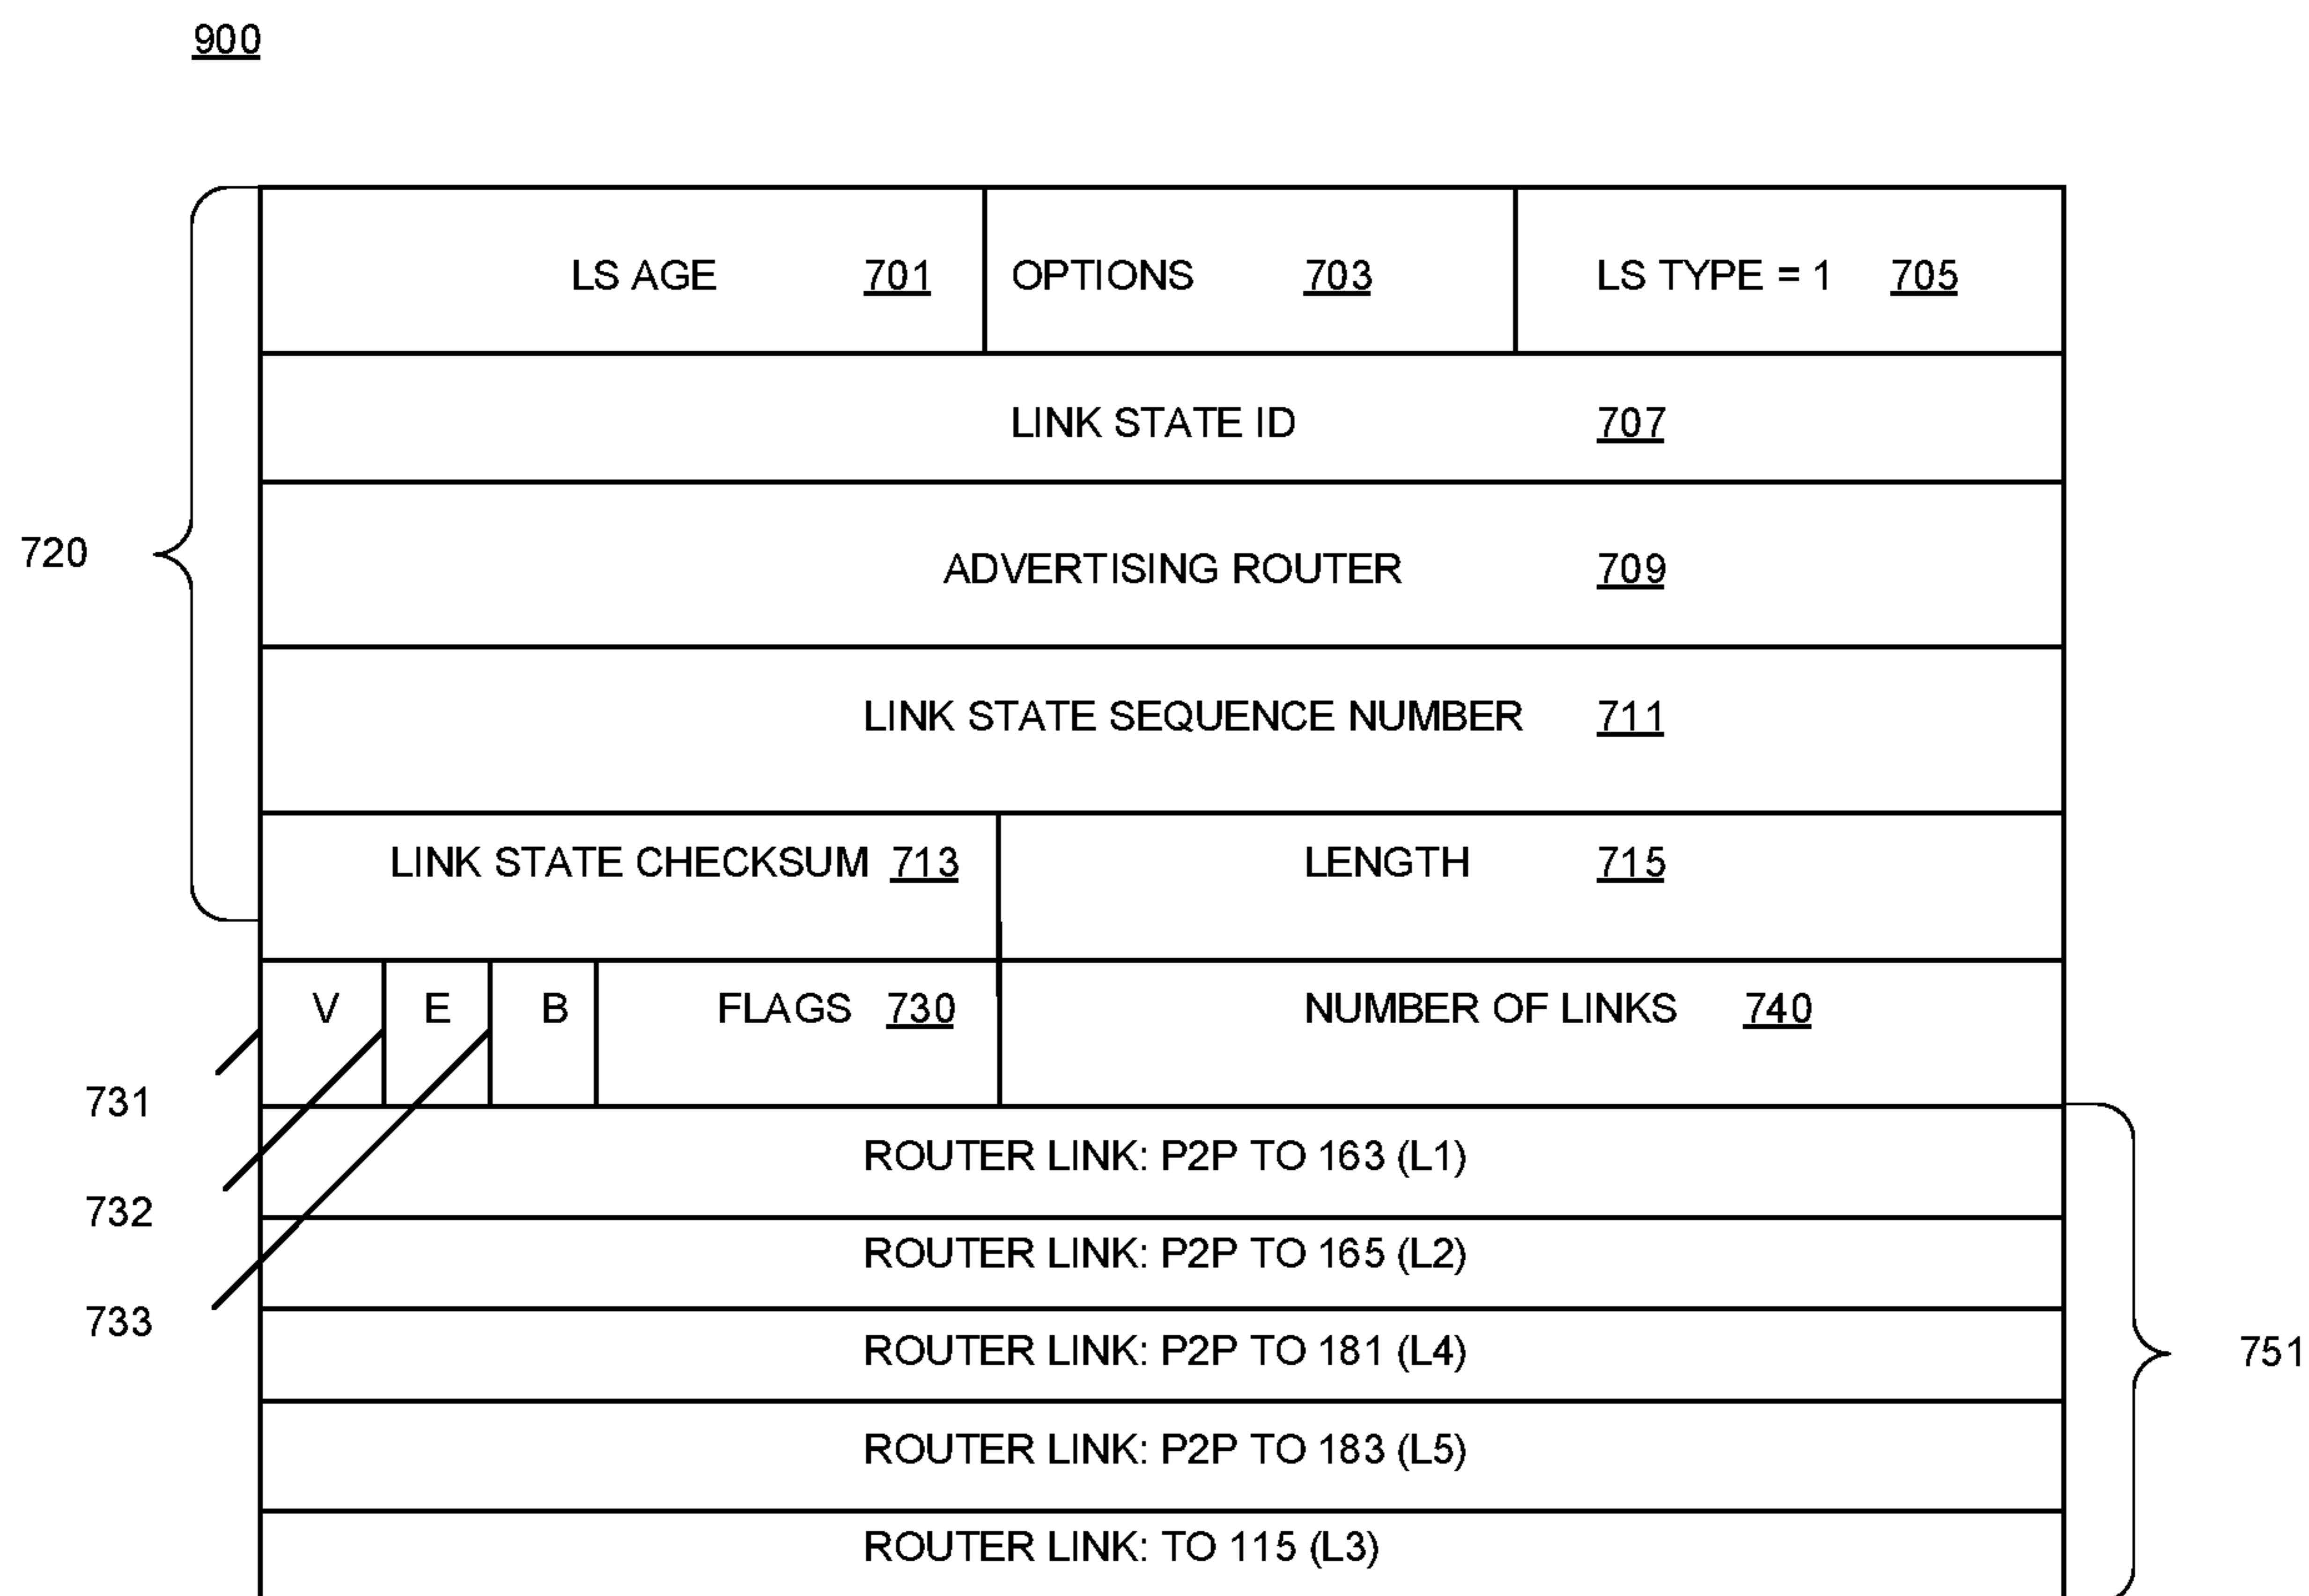 900
LS AGE 701 OPTIONS 703 LS TYPE = 1 705
LINK STATE ID 707
720
ADVERTISING ROUTER 709
LINK STATE SEQUENCE NUMBER 711
LINK STATE CHECKSUM 713 LENGTH 715
V E B FLAGS 730 NUMBER OF LINKS 740
731
ROUTER LINK: P2P TO 163 (L1)
732
ROUTER LINK: P2P TO 165 (L2)
733
ROUTER LINK: P2P TO 181 (L4)
751
ROUTER LINK: P2P TO 183 (L5)
ROUTER LINK: TO 115 (L3)